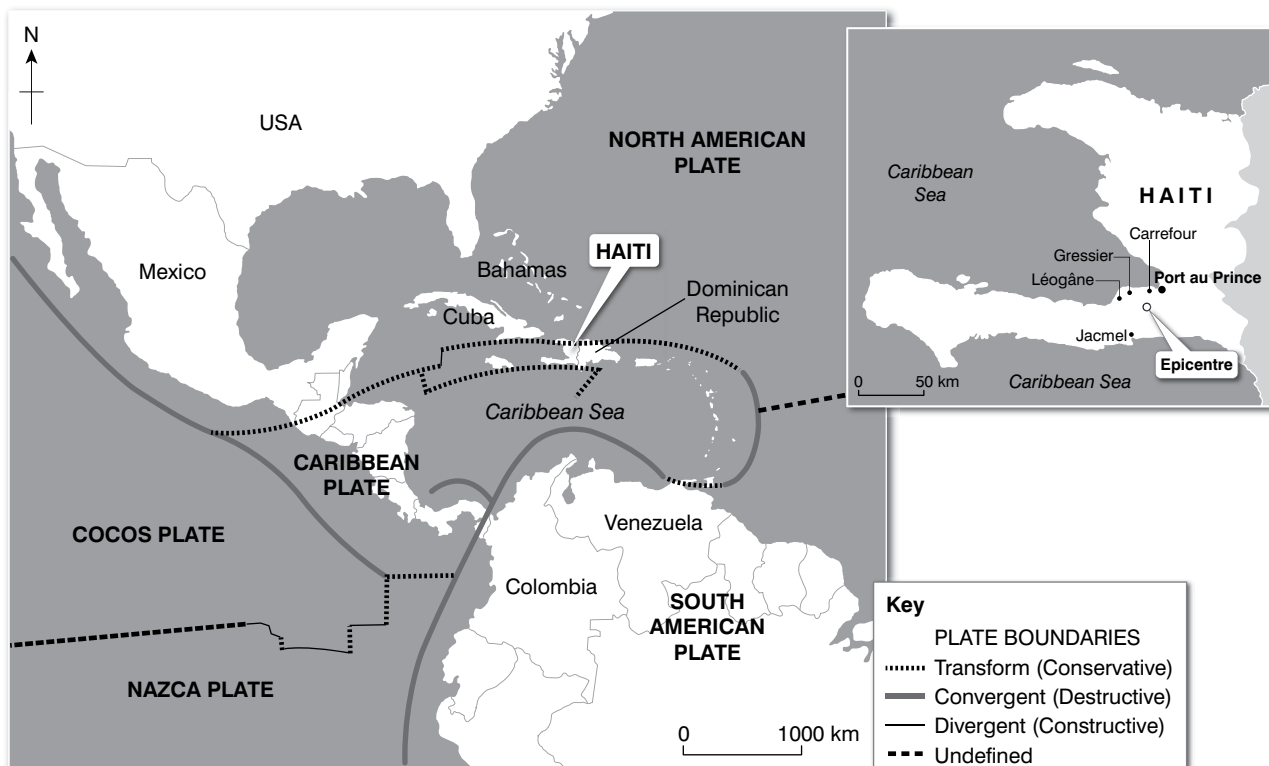 N
USA
NORTH AMERICAN
PLATE
Mexico
Bahamas
HAITI
Dominican
Republic
Cuba
Caribbean Sea
CARIBBEAN
PLATE
COCOS PLATE
Venezuela
Colombia
SOUTH
AMERICAN
PLATE
NAZCA PLATE
0 1000 km
Caribbean
Sea
HAITI
Carrefour
Gressier
Port au Prince
Léogâne
Jacmel
Epicentre
0 50 km
Caribbean Sea
Key
PLATE BOUNDARIES
Transform (Conservative)
Convergent (Destructive)
Divergent (Constructive)
Undefined